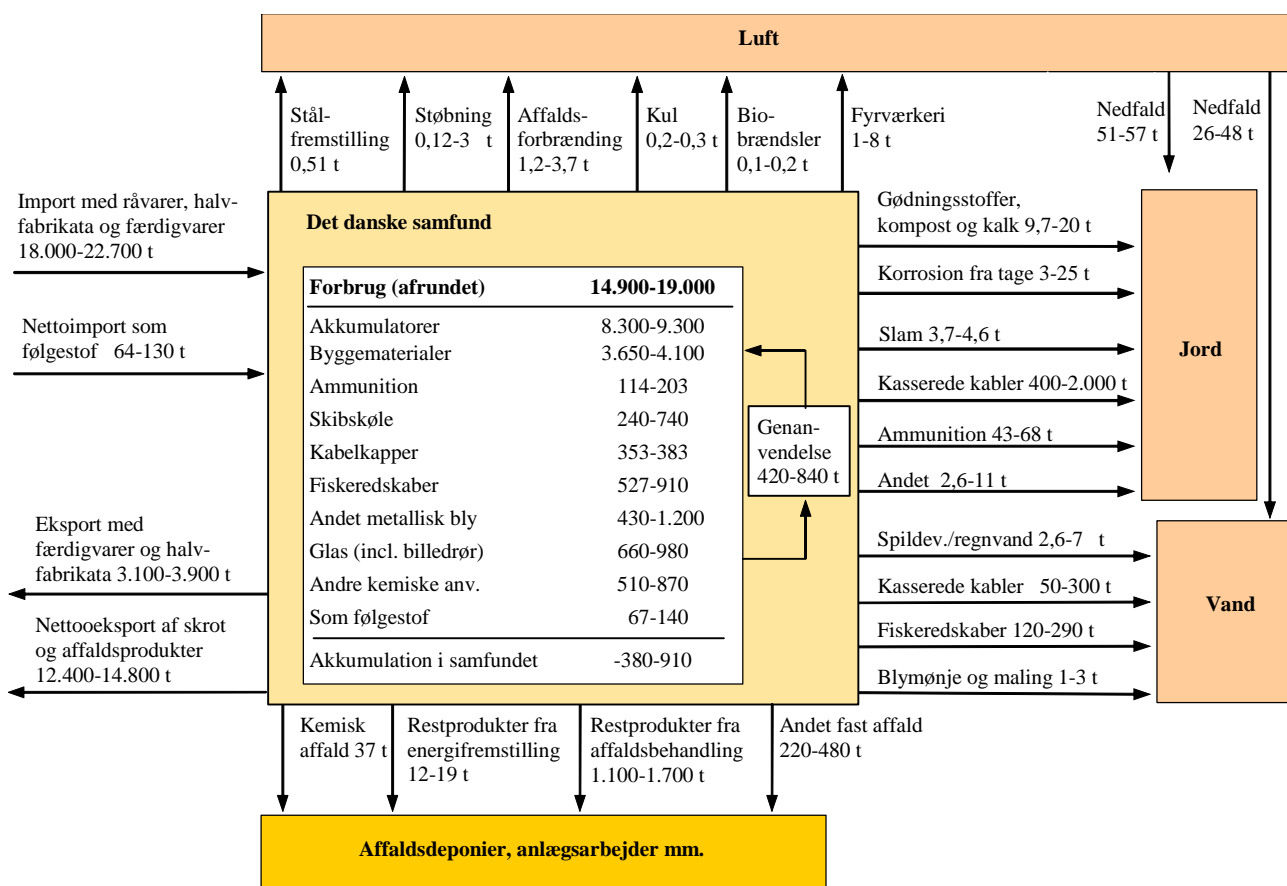 Luft
Stål-
fremstilling
0,51 t
Støbning
0,12-3 t
Affalds-
forbrænding
1,2-3,7 t
Kul
0,2-0,3 t
Bio-
brændsler
0,1-0,2 t
Fyrværkeri
1-8 t
Nedfald
51-57 t
Nedfald
26-48 t
Import med råvarer, halv-
fabrikata og færdigvarer
18.000-22.700 t
Nettoimport som
følgestof 64-130 t
Eksport med
færdigvarer og halv-
fabrikata 3.100-3.900 t
Nettooeksport af skrot
og affaldsprodukter
12.400-14.800 t
Det danske samfund
Forbrug (afrundet) 14.900-19.000
Akkumulatorer 8.300-9.300
Byggematerialer 3.650-4.100
Ammunition 114-203
Skibskøle 240-740
Kabelkapper 353-383
Fiskeredskaber 527-910
Andet metallisk bly 430-1.200
Glas (incl. billedrør) 660-980
Andre kemiske anv. 510-870
Som følgestof 67-140
Akkumulation i samfundet -380-910
Genan-
vendelse
420-840 t
Gødningsstoffer,
kompost og kalk 9,7-20 t
Korrosion fra tage 3-25 t
Slam 3,7-4,6 t
Kasserede kabler 400-2.000 t
Ammunition 43-68 t
Andet 2,6-11 t
Jord
Spildev./regnvand 2,6-7 t
Kasserede kabler 50-300 t
Fiskeredskaber 120-290 t
Blymønje og maling 1-3 t
Vand
Kemisk
affald 37 t
Restprodukter fra
energifremstilling
12-19 t
Restprodukter fra
affaldsbehandling
1.100-1.700 t
Andet fast affald
220-480 t
Affaldsdeponier, anlægsarbejder mm.